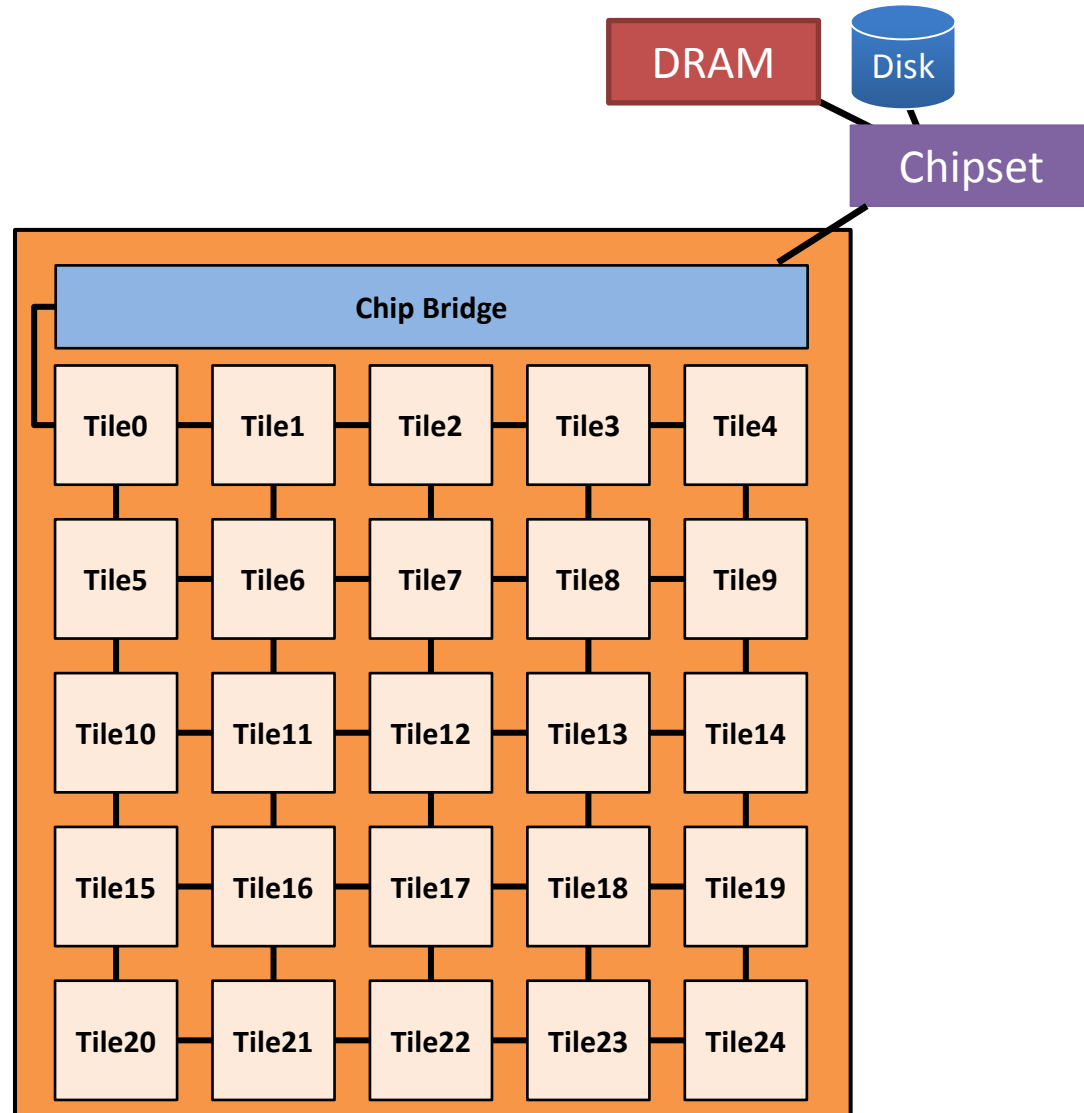 DRAM
Disk
Chipset
Chip Bridge
Tile0 Tile1 Tile2 Tile3 Tile4
Tile5 Tile6 Tile7 Tile8 Tile9
Tile10 Tile11 Tile12 Tile13 Tile14
Tile15 Tile16 Tile17 Tile18 Tile19
Tile20 Tile21 Tile22 Tile23 Tile24